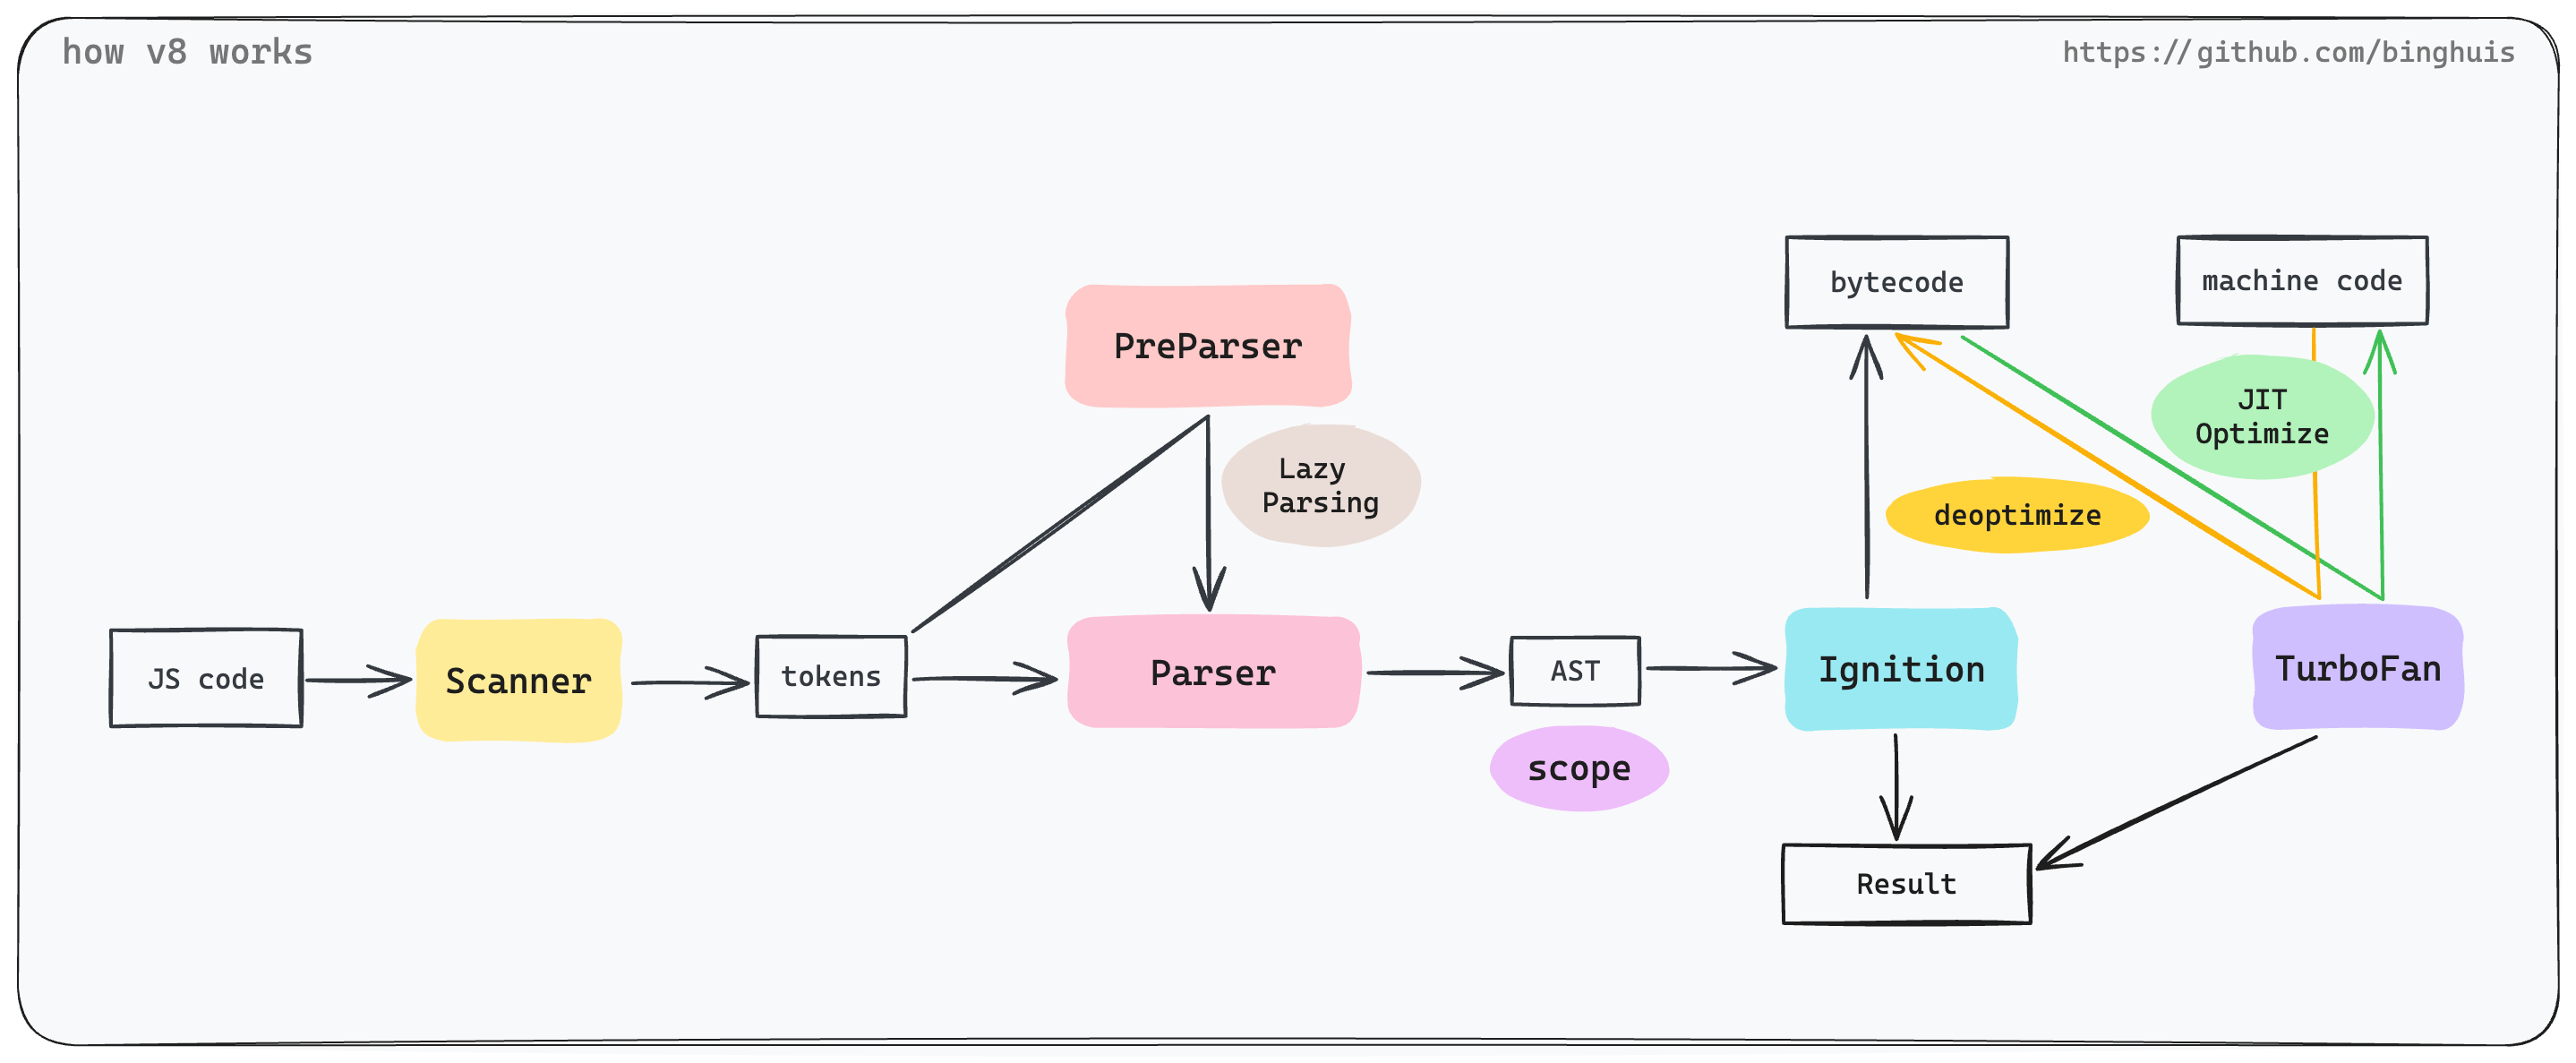 how v8 works
https://github.com/binghuis
bytecode
machine code
PreParser
JIT
Optimize
Lazy
Parsing
deoptimize
JS code
Scanner
tokens
Parser
AST
Ignition
TurboFan
scope
Result